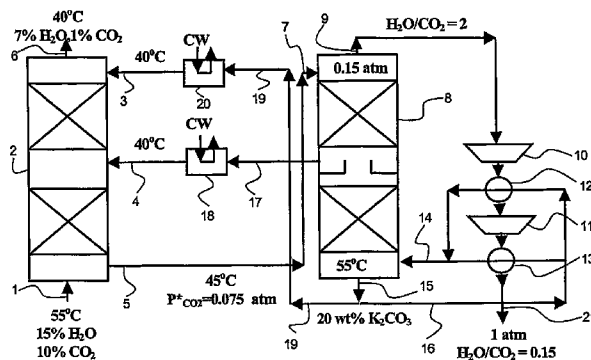 40°C
7% H₂O, 1% CO₂
6
40°C
3
CW
20
19
7
9
H₂O/CO₂ = 2
0.15 atm
8
2
40°C
4
CW
18
17
10
12
11
14
13
1
5
45°C
P*CO₂=0.075 atm
55°C
15
55°C
15% H₂O
10% CO₂
19
20 wt% K₂CO₃
16
2
1 atm
H₂O/CO₂ = 0.15